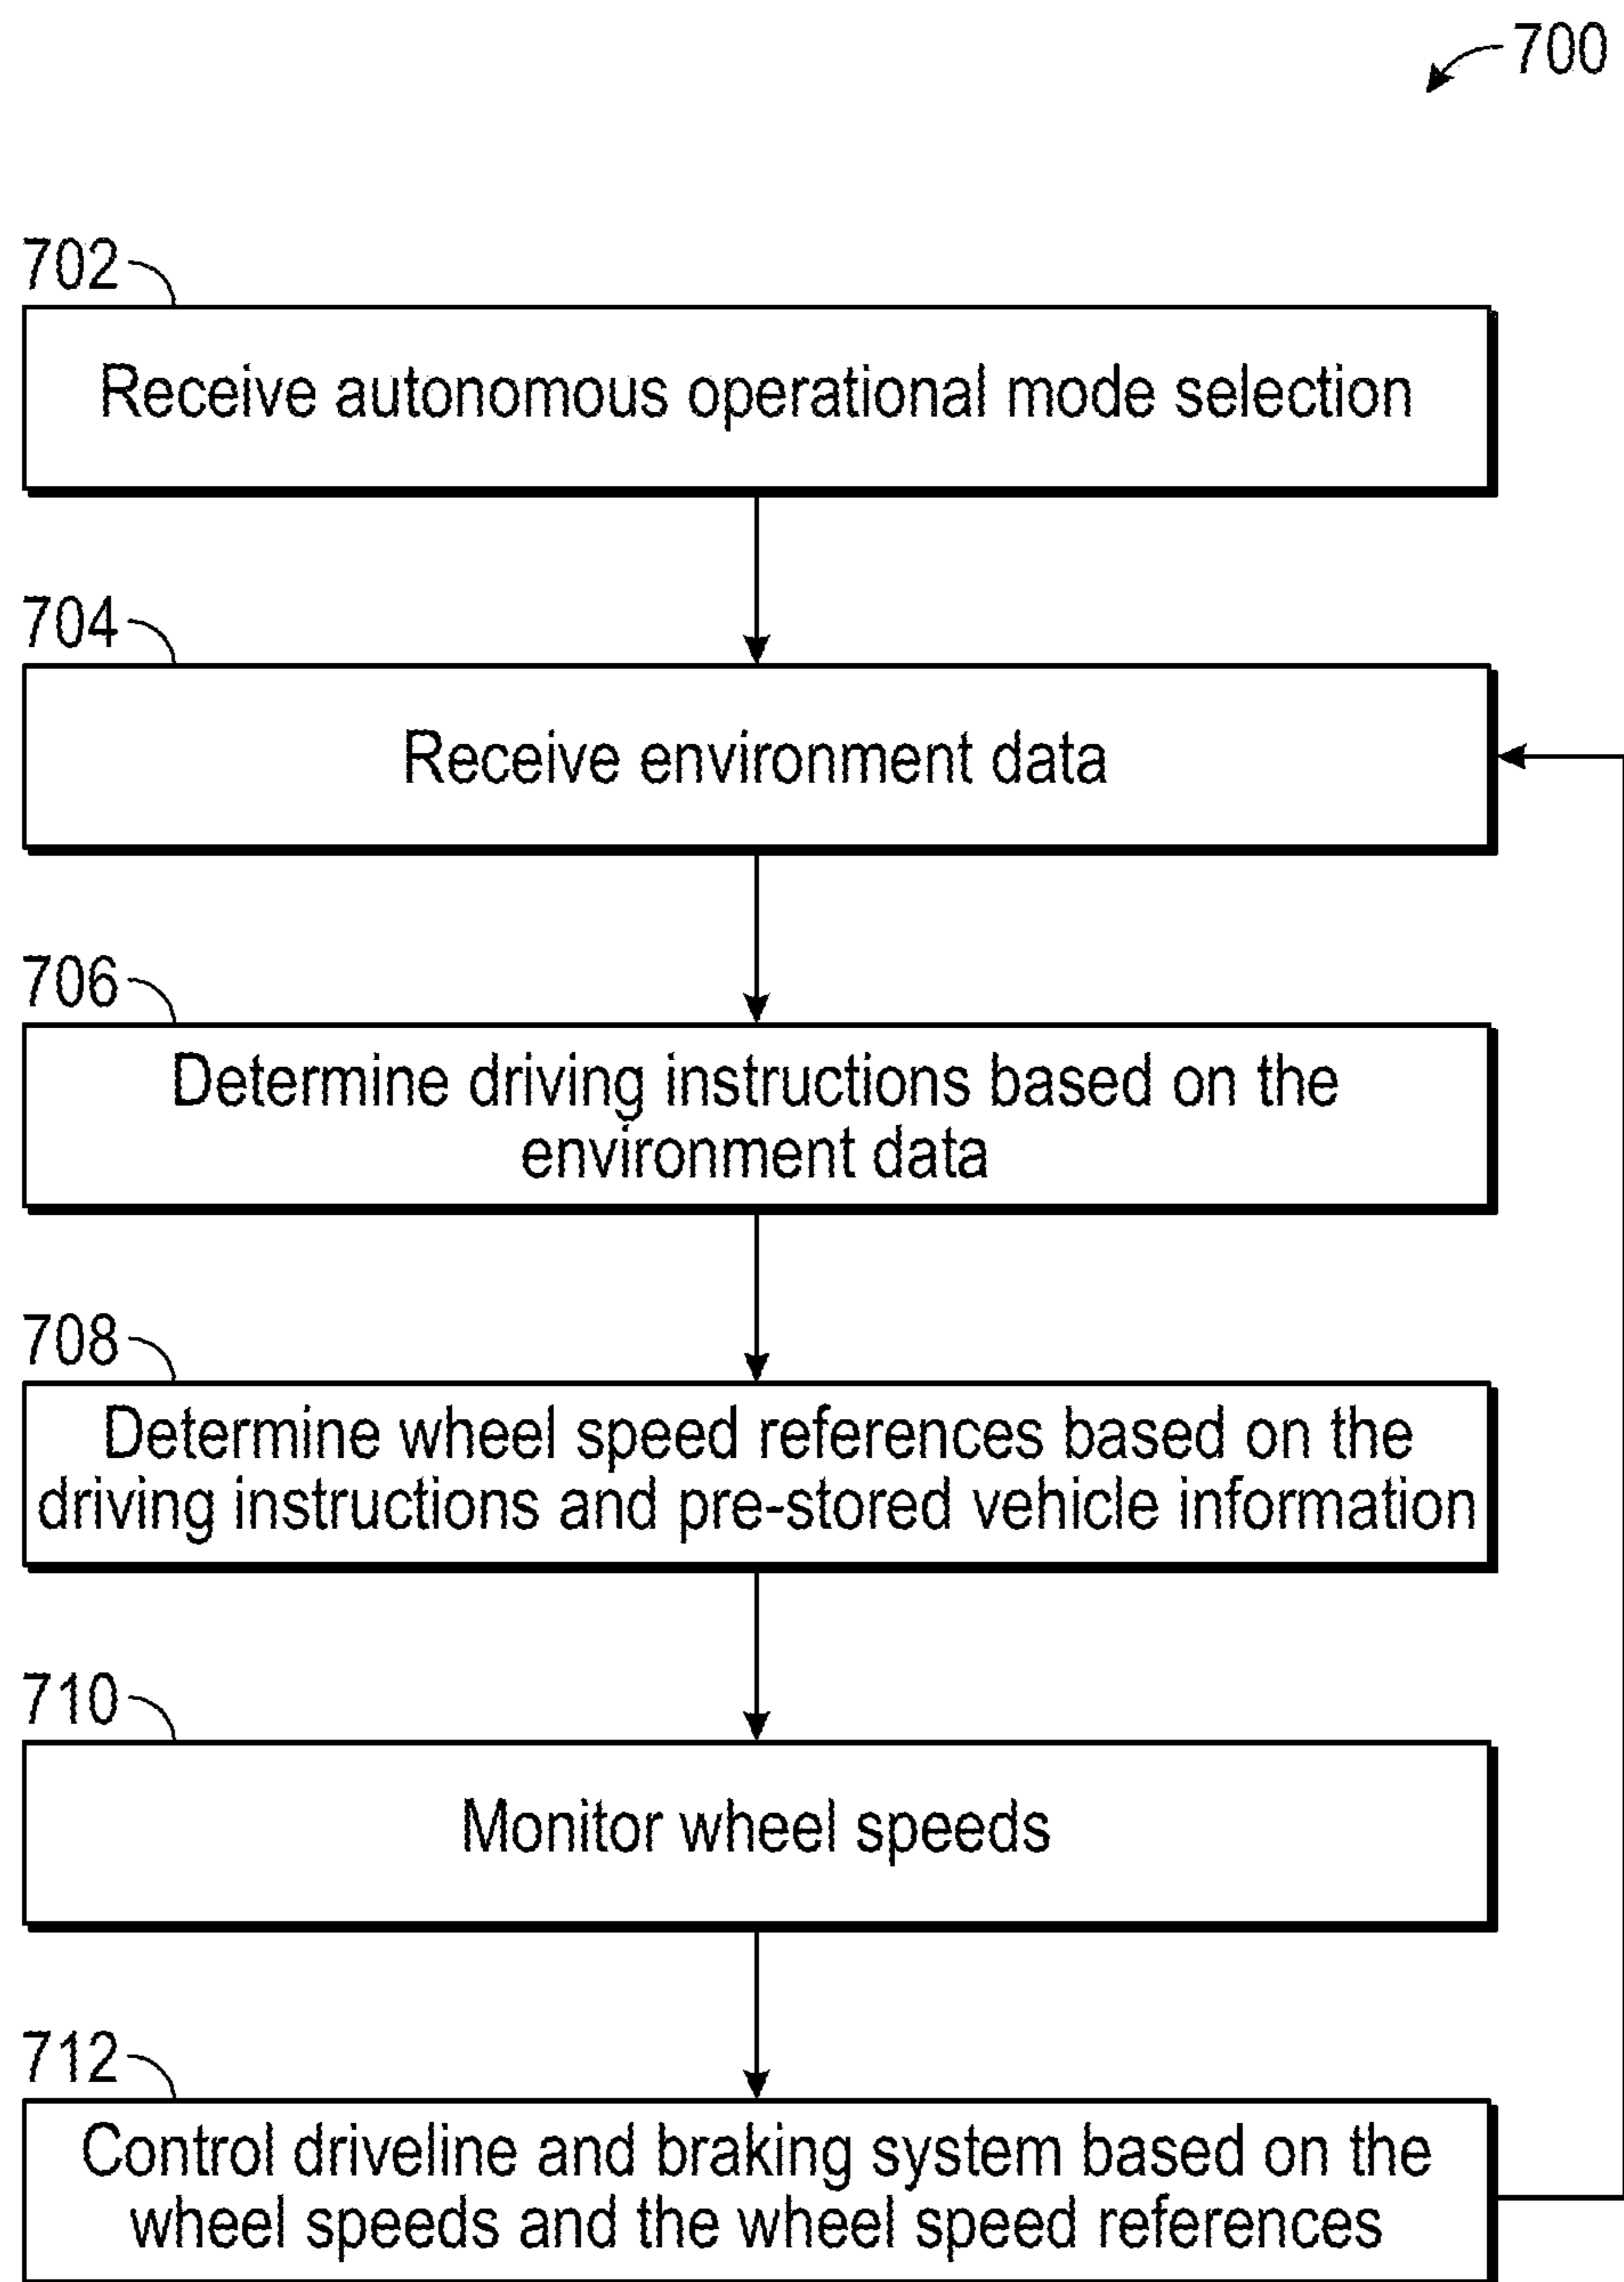 700
702
Receive autonomous operational mode selection
704
Receive environment data
706
Determine driving instructions based on the
environment data
708
Determine wheel speed references based on the
driving instructions and pre-stored vehicle information
710
Monitor wheel speeds
712
Control driveline and braking system based on the
wheel speeds and the wheel speed references